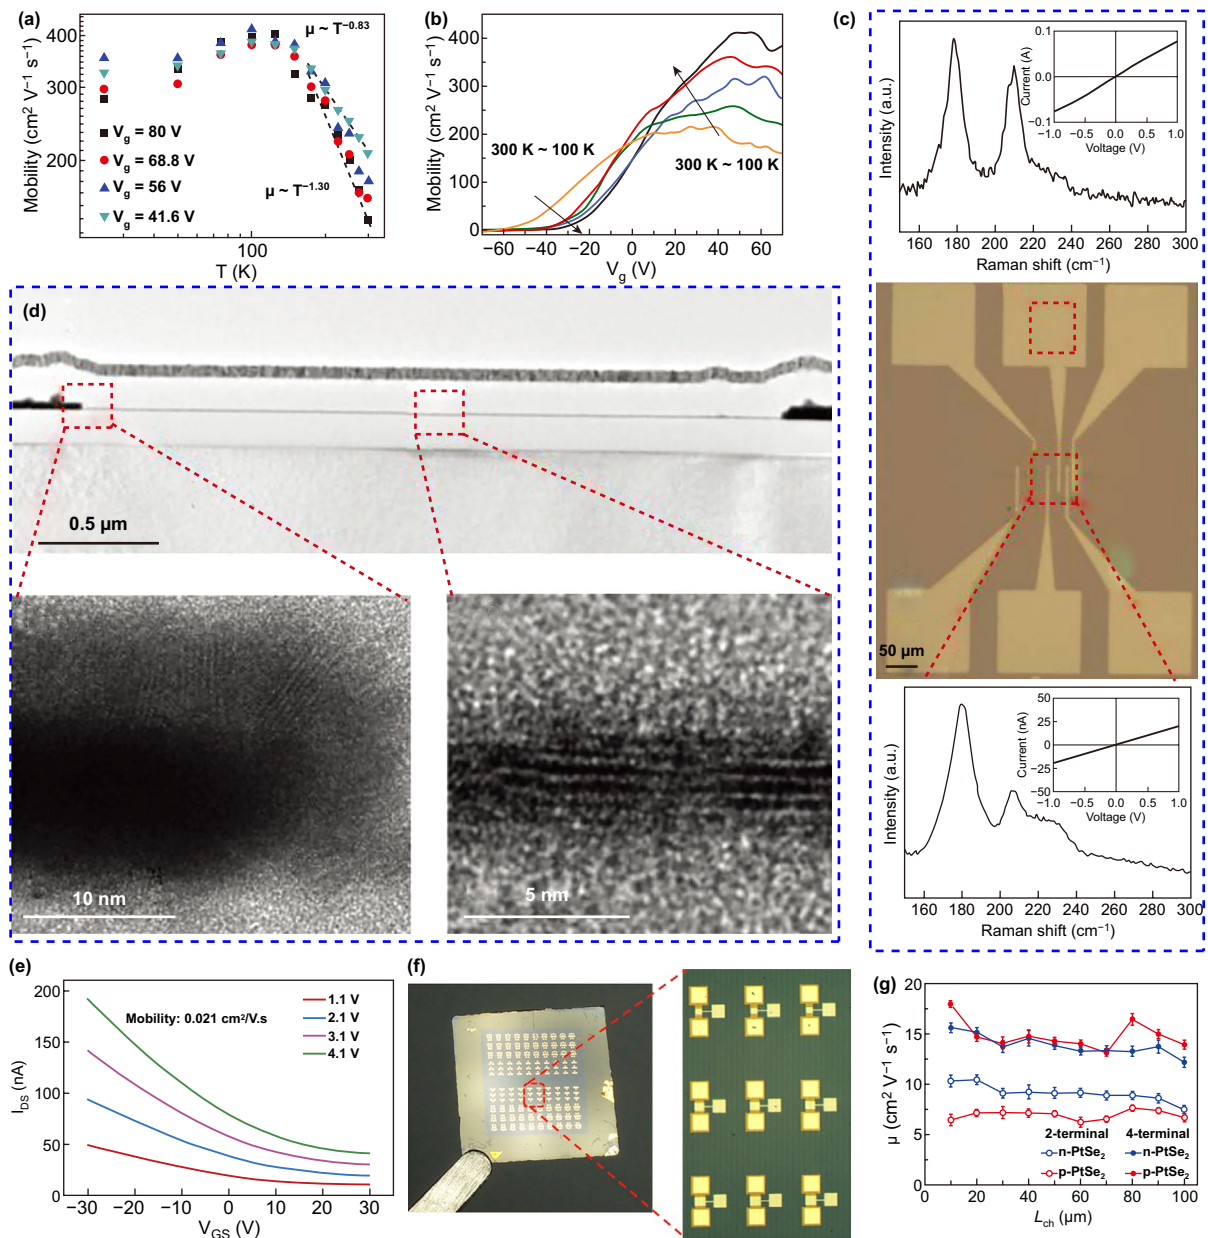 (a)
Mobility (cm² V⁻¹ s⁻¹)
400
300
200
μ ~ T⁻⁰·⁸³
V_g = 80 V
V_g = 68.8 V
V_g = 56 V
V_g = 41.6 V
μ ~ T⁻¹·³⁰
100
T (K)
(b)
Mobility (cm² V⁻¹ s⁻¹)
400
300
200
100
0
300 K ~ 100 K
300 K ~ 100 K
−60 −40 −20 0 20 40 60
V_g (V)
(c)
Intensity (a.u.)
Current (A)
0.1
0.0
−0.1
−1.0 −0.5 0.0 0.5 1.0
Voltage (V)
160 180 200 220 240 260 280 300
Raman shift (cm⁻¹)
50 μm
Intensity (a.u.)
Current (nA)
50
25
0
−25
−50
−1.0 −0.5 0.0 0.5 1.0
Voltage (V)
160 180 200 220 240 260 280 300
Raman shift (cm⁻¹)
(d)
0.5 μm
10 nm
5 nm
(e)
I_DS (nA)
200
150
100
50
0
Mobility: 0.021 cm²/V.s
1.1 V
2.1 V
3.1 V
4.1 V
−30 −20 −10 0 10 20 30
V_GS (V)
(f)
(g)
μ (cm² V⁻¹ s⁻¹)
25
20
15
10
5
0
2-terminal 4-terminal
n-PtSe₂ n-PtSe₂
p-PtSe₂ p-PtSe₂
0 20 40 60 80 100
L_ch (μm)